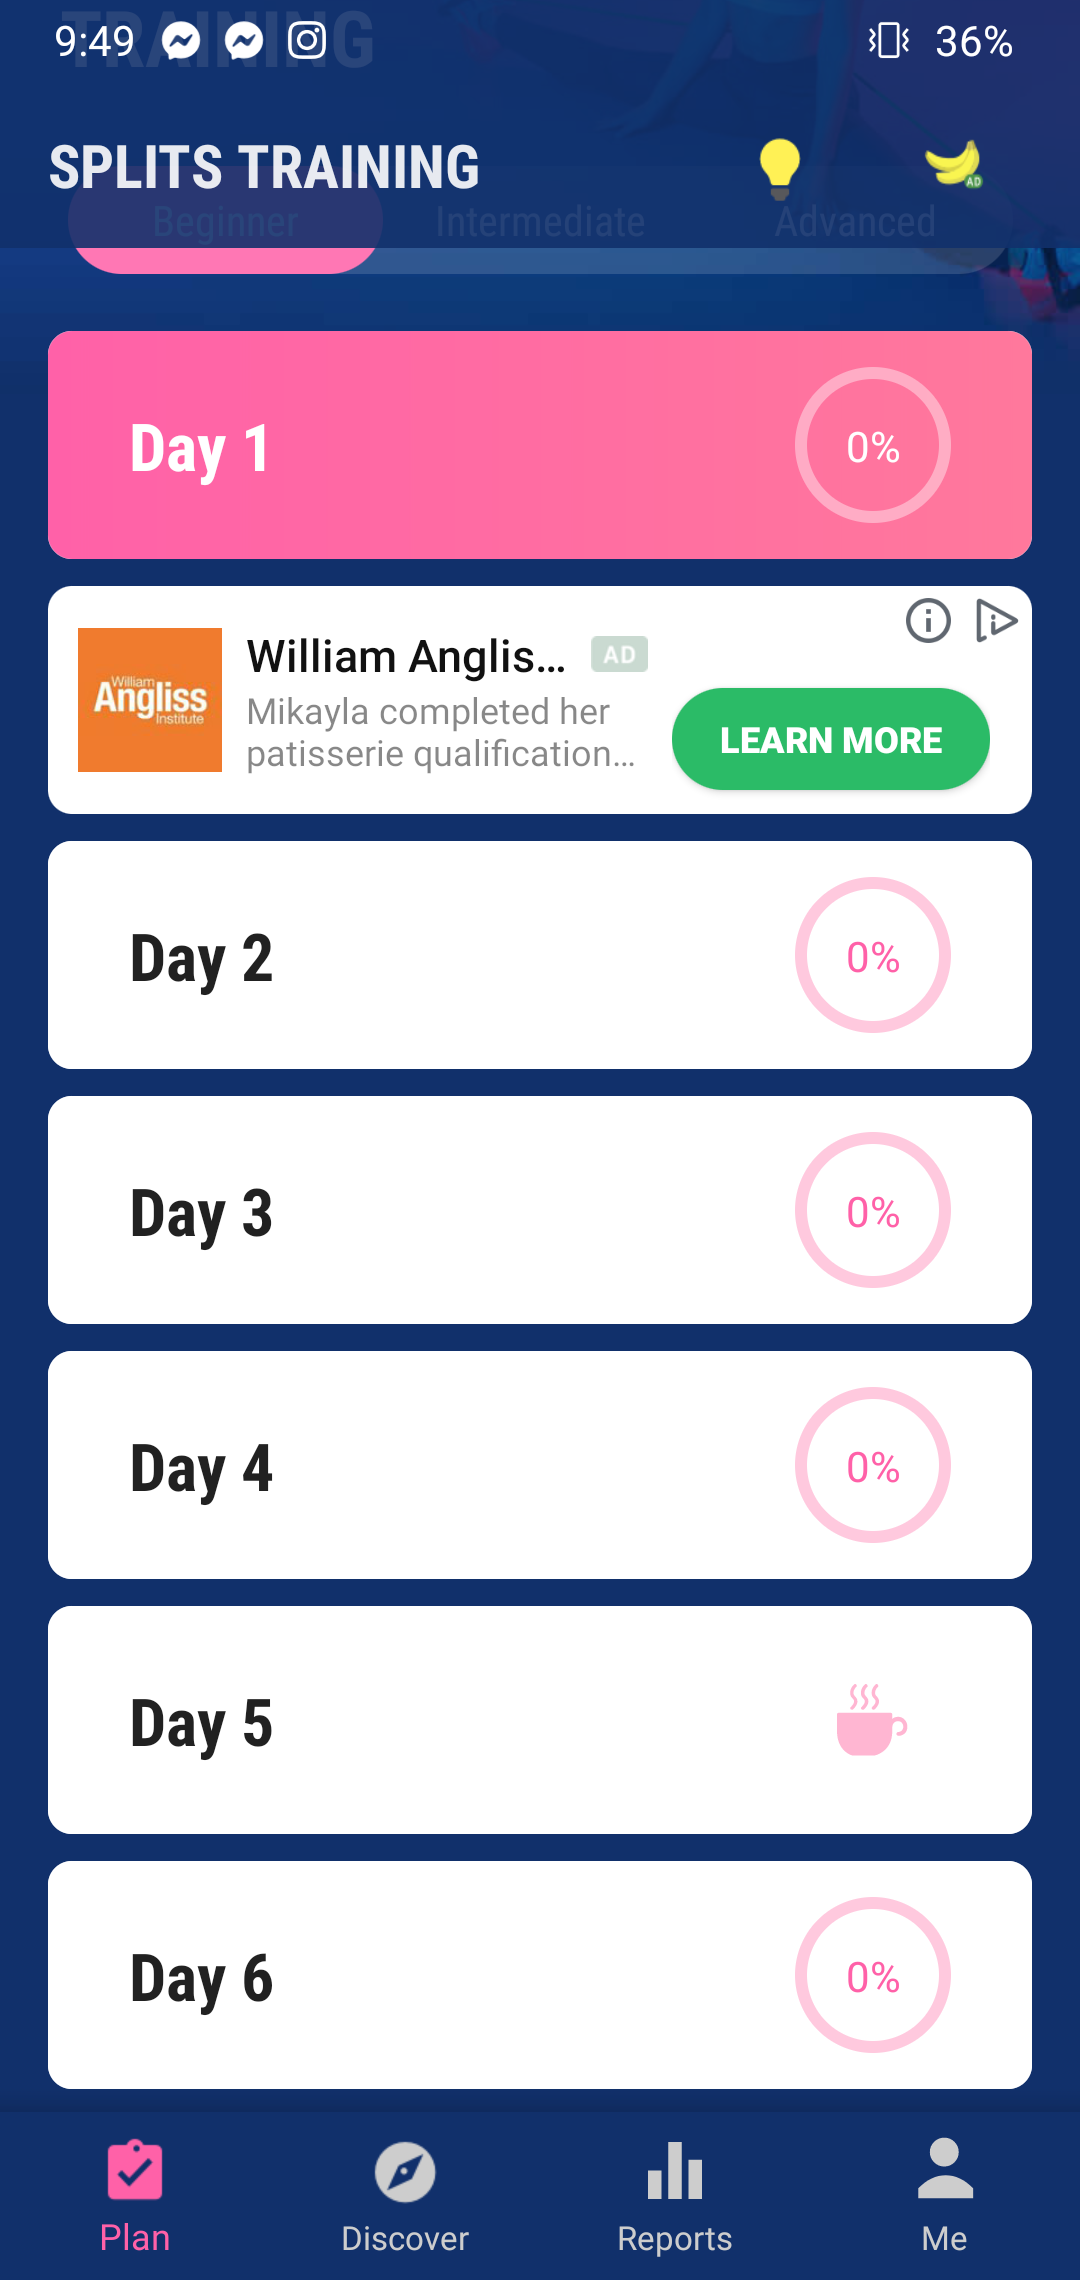 TRAINING
9:49
36%
SPLITS TRAINING
AD
Beginner
Intermediate
Advanced
Day 1
0%
William Angliss Institute
William Anglis...
AD
Mikayla completed her
patisserie qualification...
LEARN MORE
Day 2
0%
Day 3
0%
Day 4
0%
Day 5
Day 6
0%
Plan
Discover
Reports
Me